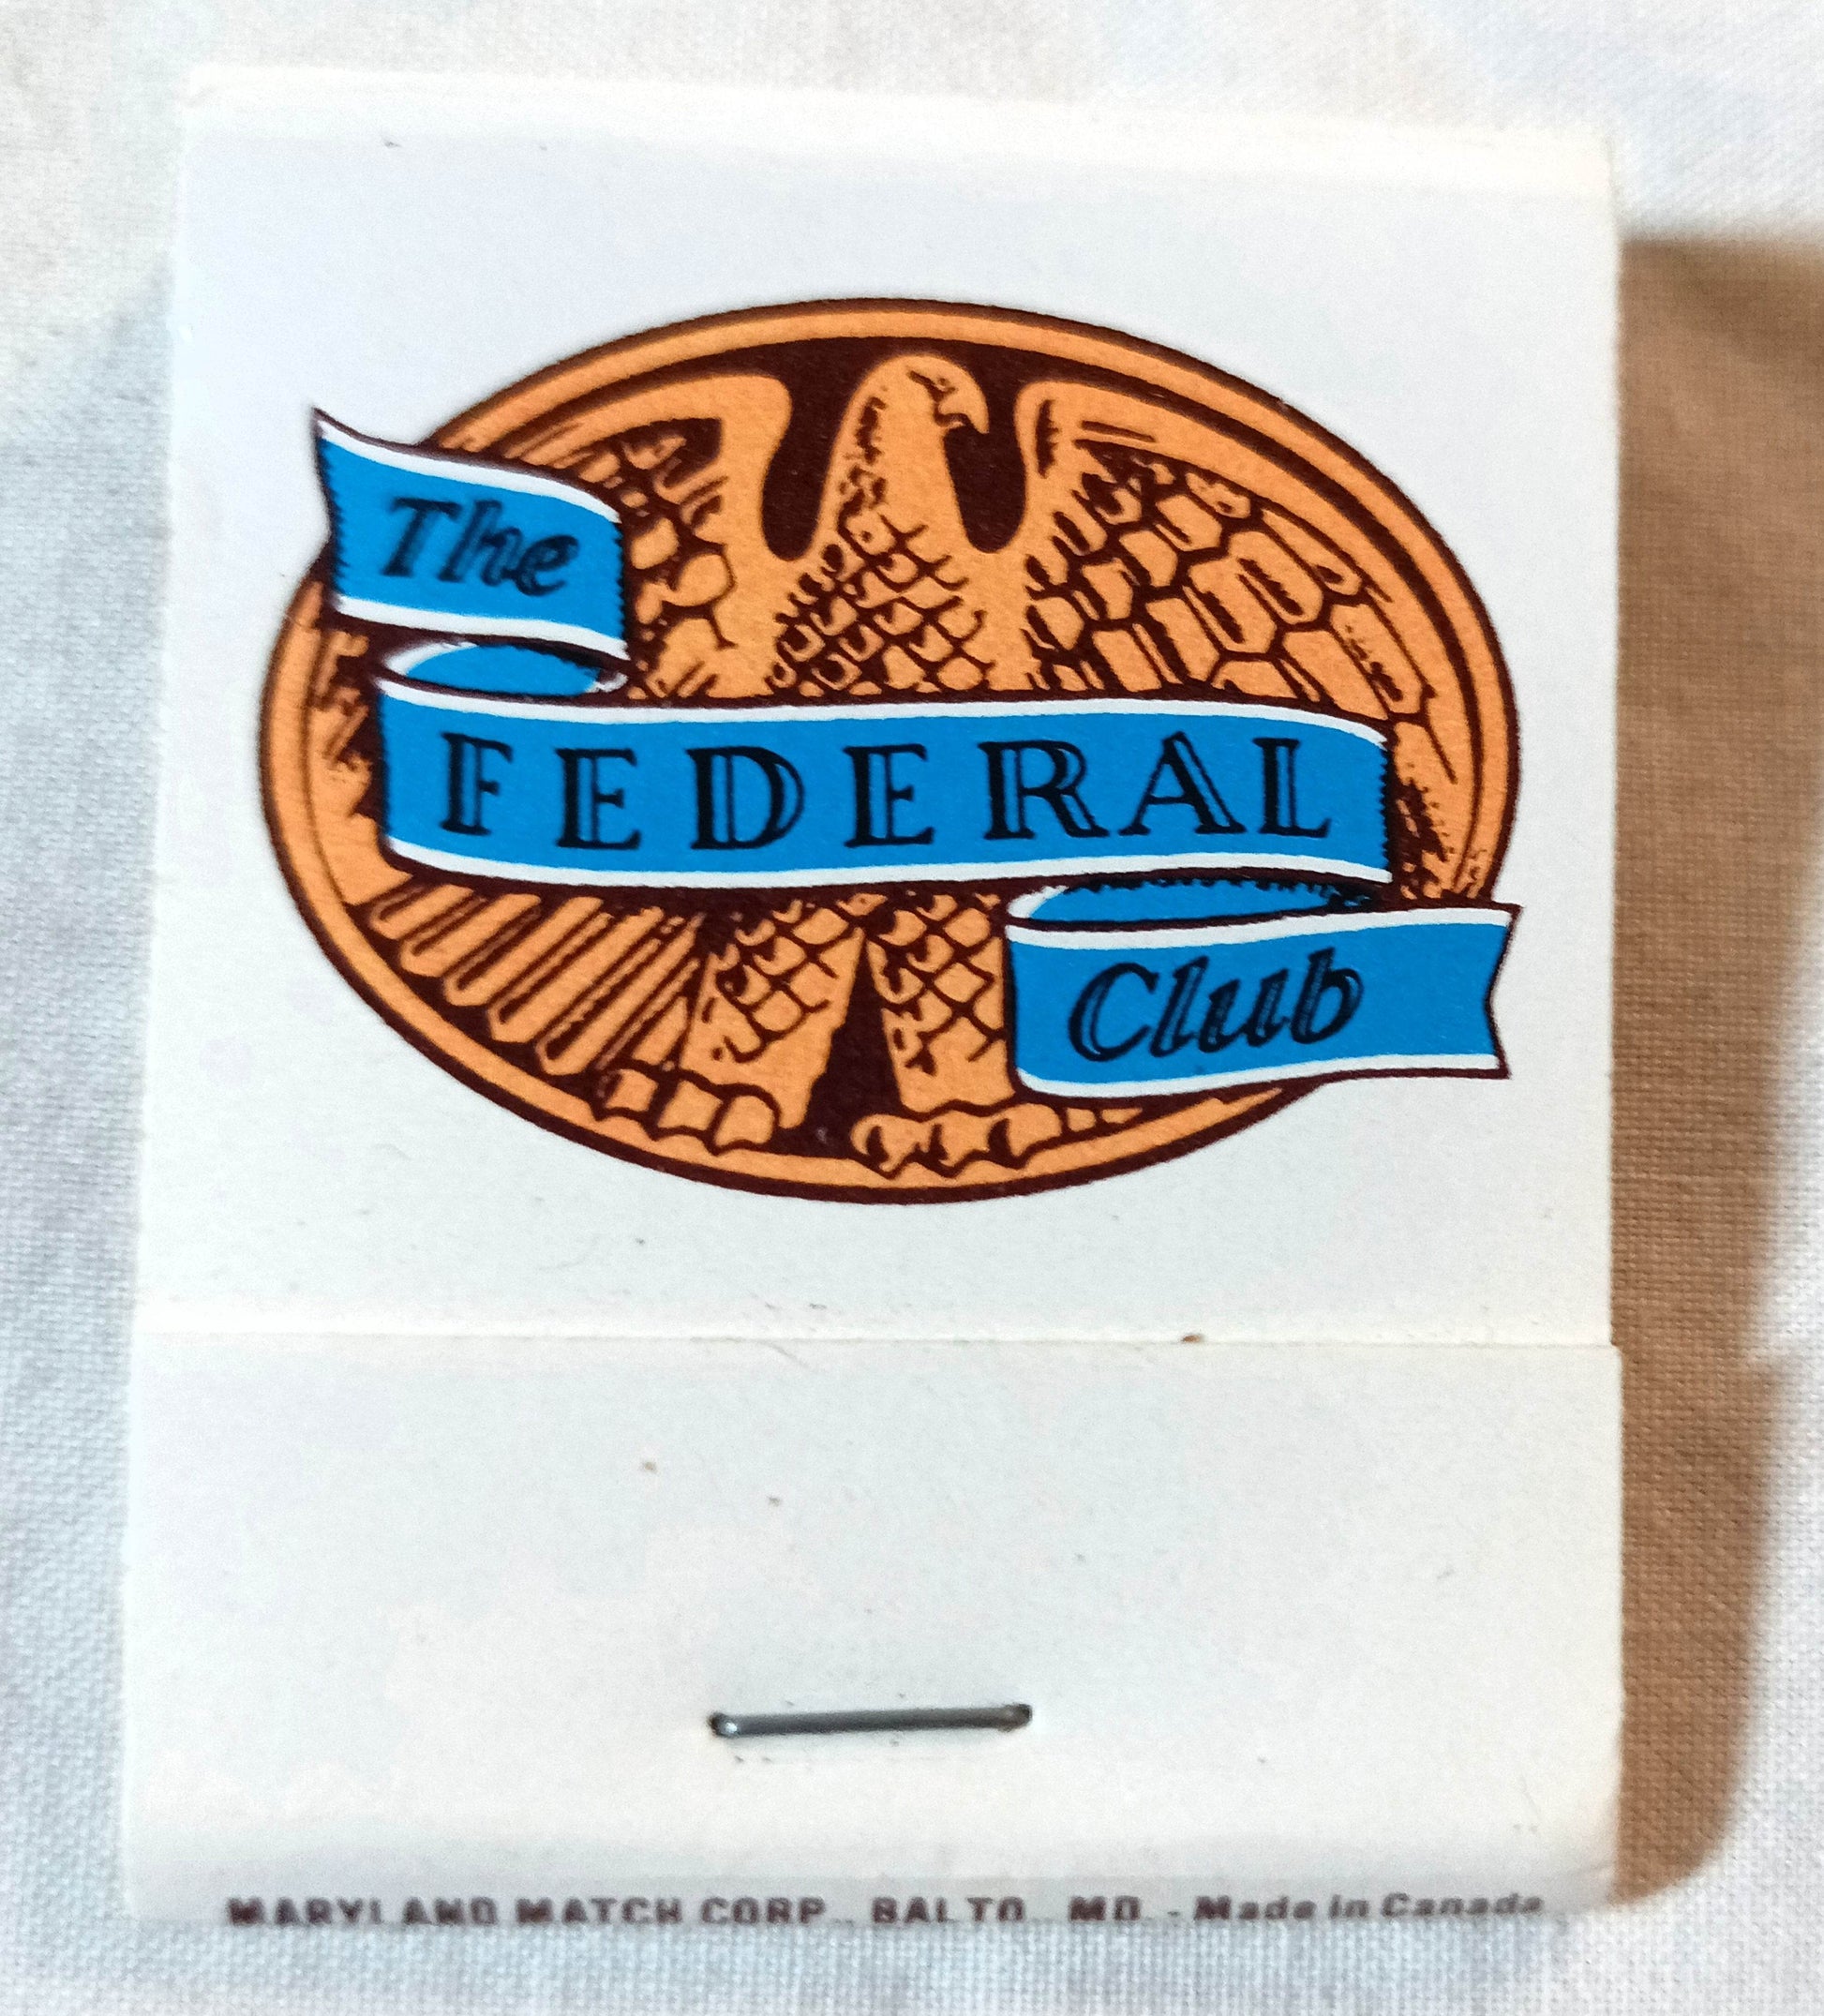 The
FEDERAL
Club
MARYLAND MATCH CORP., BALTO., MD. - Made in Canada